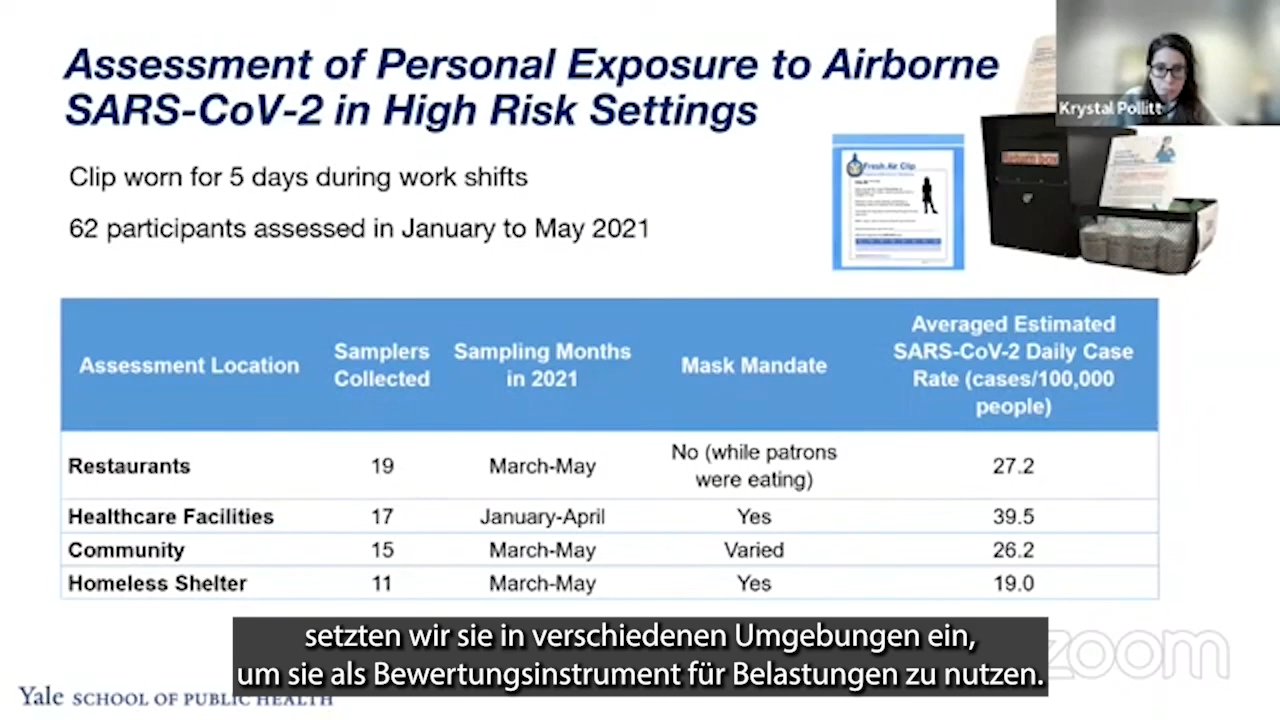 Assessment of Personal Exposure to Airborne
SARS-CoV-2 in High Risk Settings
Krystal Pollitt
Clip worn for 5 days during work shifts
62 participants assessed in January to May 2021
Fresh Air Clip
Assessment Location
Samplers
Collected
Sampling Months
in 2021
Mask Mandate
Averaged Estimated
SARS-CoV-2 Daily Case
Rate (cases/100,000
people)
Restaurants 19 March-May No (while patrons
were eating) 27.2
Healthcare Facilities 17 January-April Yes 39.5
Community 15 March-May Varied 26.2
Homeless Shelter 11 March-May Yes 19.0
setzten wir sie in verschiedenen Umgebungen ein,
um sie als Bewertungsinstrument für Belastungen zu nutzen.
zoom
Yale SCHOOL OF PUBLIC HEALTH